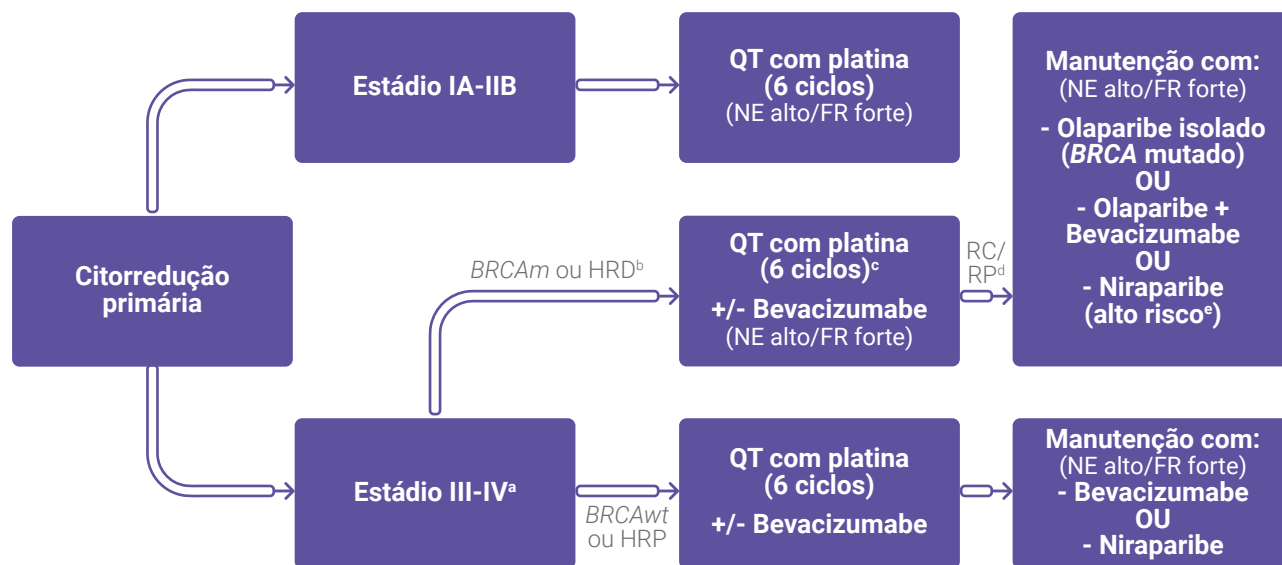 Citorredução
primária
Estádio IA-IIB
QT com platina
(6 ciclos)
(NE alto/FR forte)
Estádio III-IVᵃ
BRCAm ou HRDᵇ
QT com platina
(6 ciclos)ᶜ
+/- Bevacizumabe
(NE alto/FR forte)
RC/
RPᵈ
Manutenção com:
(NE alto/FR forte)
- Olaparibe isolado
(BRCA mutado)
OU
- Olaparibe +
Bevacizumabe
OU
- Niraparibe
(alto riscoᵉ)
BRCAwt
ou HRP
QT com platina
(6 ciclos)
+/- Bevacizumabe
Manutenção com:
(NE alto/FR forte)
- Bevacizumabe
OU
- Niraparibe